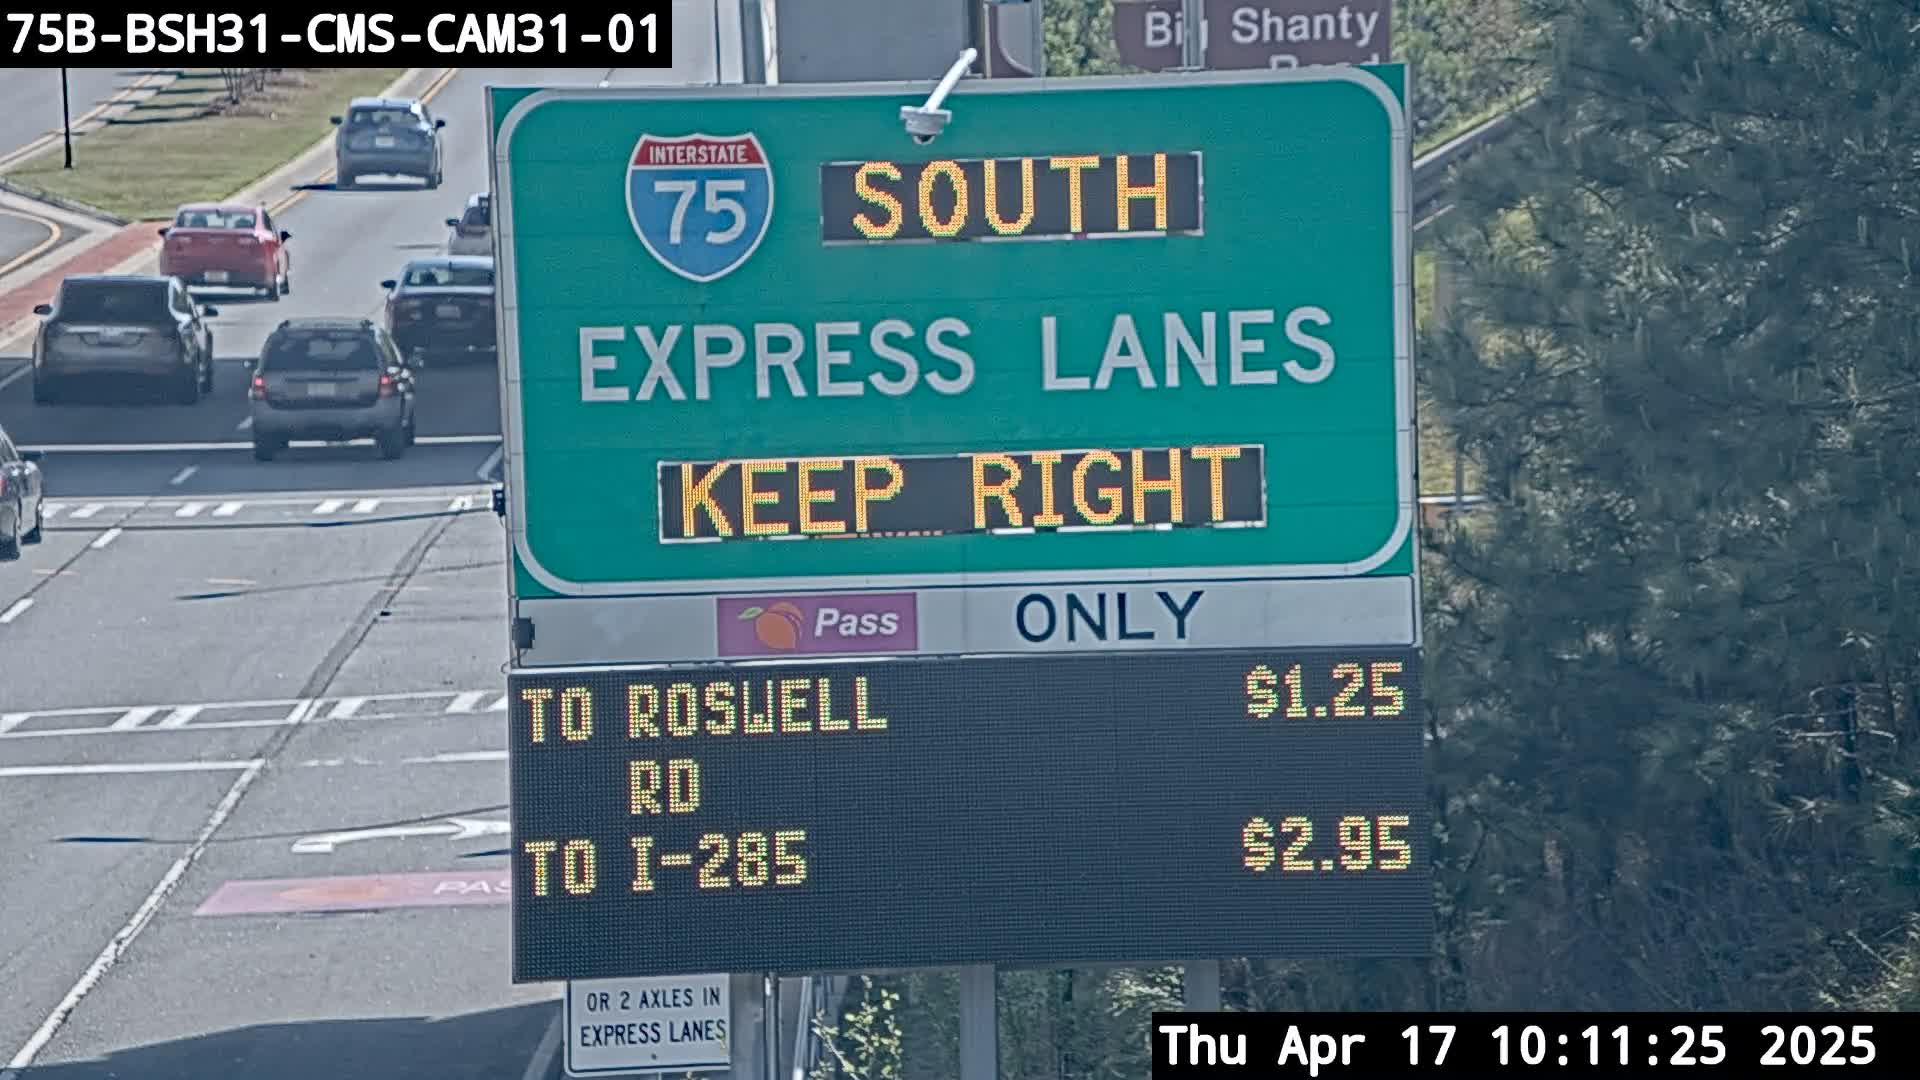 75B-BSH31-CMS-CAM31-01
Big Shanty
Road
INTERSTATE
75
SOUTH
EXPRESS LANES
KEEP RIGHT
Pass ONLY
TO ROSWELL $1.25
RD
TO I-285 $2.95
PAS
OR 2 AXLES IN
EXPRESS LANES
Thu Apr 17 10:11:25 2025